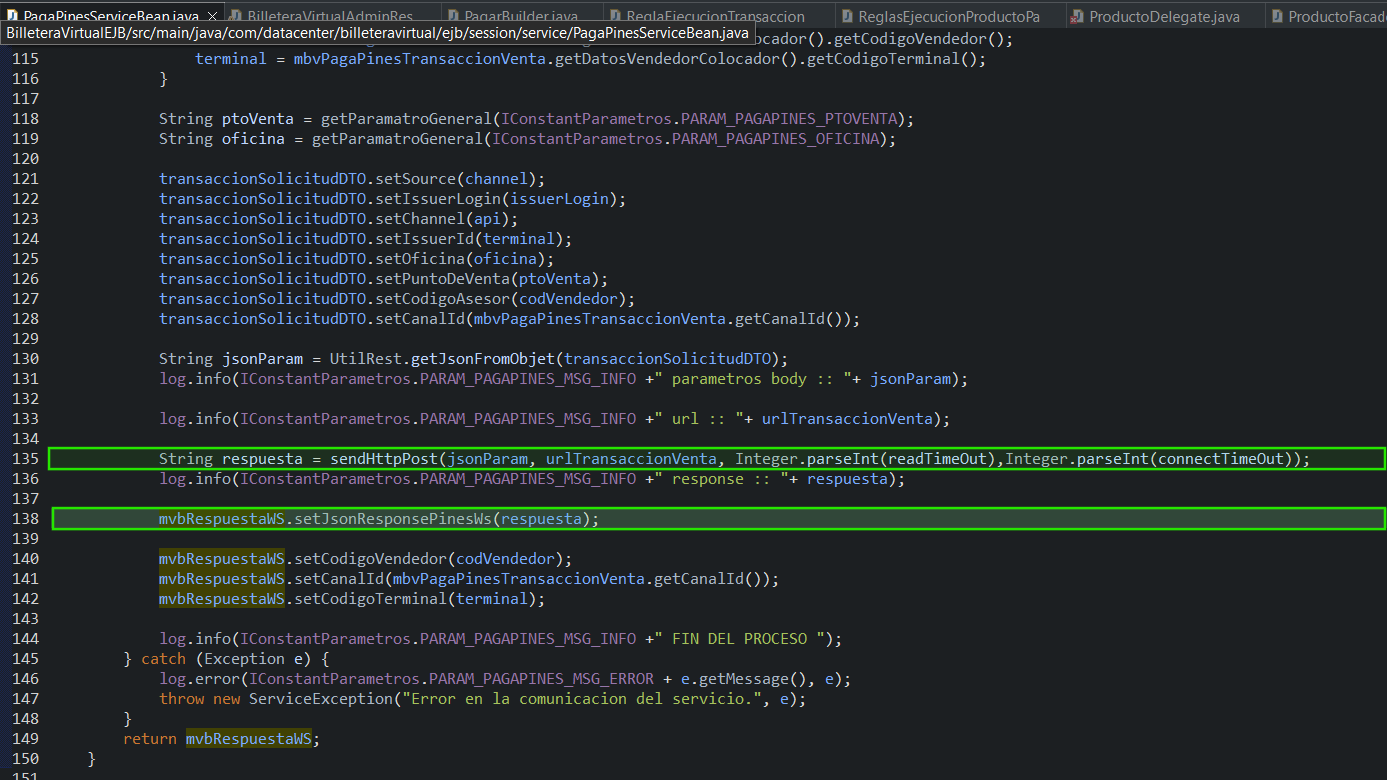 PagaPinesServiceBean.java
BilleteraVirtualAdminRes
PagarBuilder.java
ReglaEjecucionTransaccion
ReglasEjecucionProductoPa
ProductoDelegate.java
ProductoFacad
BilleteraVirtualEJB/src/main/java/com/datacenter/billeteravirtual/ejb/session/service/PagaPinesServiceBean.java
ocador().getCodigoVendedor();
115 terminal = mbvPagaPinesTransaccionVenta.getDatosVendedorColocador().getCodigoTerminal();
116 }
117
118 String ptoVenta = getParamatroGeneral(IConstantParametros.PARAM_PAGAPINES_PTOVENTA);
119 String oficina = getParamatroGeneral(IConstantParametros.PARAM_PAGAPINES_OFICINA);
120
121 transaccionSolicitudDTO.setSource(channel);
122 transaccionSolicitudDTO.setIssuerLogin(issuerLogin);
123 transaccionSolicitudDTO.setChannel(api);
124 transaccionSolicitudDTO.setIssuerId(terminal);
125 transaccionSolicitudDTO.setOficina(oficina);
126 transaccionSolicitudDTO.setPuntoDeVenta(ptoVenta);
127 transaccionSolicitudDTO.setCodigoAsesor(codVendedor);
128 transaccionSolicitudDTO.setCanalId(mbvPagaPinesTransaccionVenta.getCanalId());
129
130 String jsonParam = UtilRest.getJsonFromObjet(transaccionSolicitudDTO);
131 log.info(IConstantParametros.PARAM_PAGAPINES_MSG_INFO +" parametros body :: "+ jsonParam);
132
133 log.info(IConstantParametros.PARAM_PAGAPINES_MSG_INFO +" url :: "+ urlTransaccionVenta);
134
135 String respuesta = sendHttpPost(jsonParam, urlTransaccionVenta, Integer.parseInt(readTimeOut),Integer.parseInt(connectTimeOut));
136 log.info(IConstantParametros.PARAM_PAGAPINES_MSG_INFO +" response :: "+ respuesta);
137
138 mvbRespuestaWS.setJsonResponsePinesWs(respuesta);
139
140 mvbRespuestaWS.setCodigoVendedor(codVendedor);
141 mvbRespuestaWS.setCanalId(mbvPagaPinesTransaccionVenta.getCanalId());
142 mvbRespuestaWS.setCodigoTerminal(terminal);
143
144 log.info(IConstantParametros.PARAM_PAGAPINES_MSG_INFO +" FIN DEL PROCESO ");
145 } catch (Exception e) {
146 log.error(IConstantParametros.PARAM_PAGAPINES_MSG_ERROR + e.getMessage(), e);
147 throw new ServiceException("Error en la comunicacion del servicio.", e);
148 }
149 return mvbRespuestaWS;
150 }
151